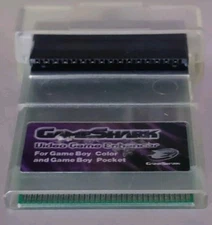 GameShark
Video Game Enhancer
For Game Boy Color
and Game Boy Pocket